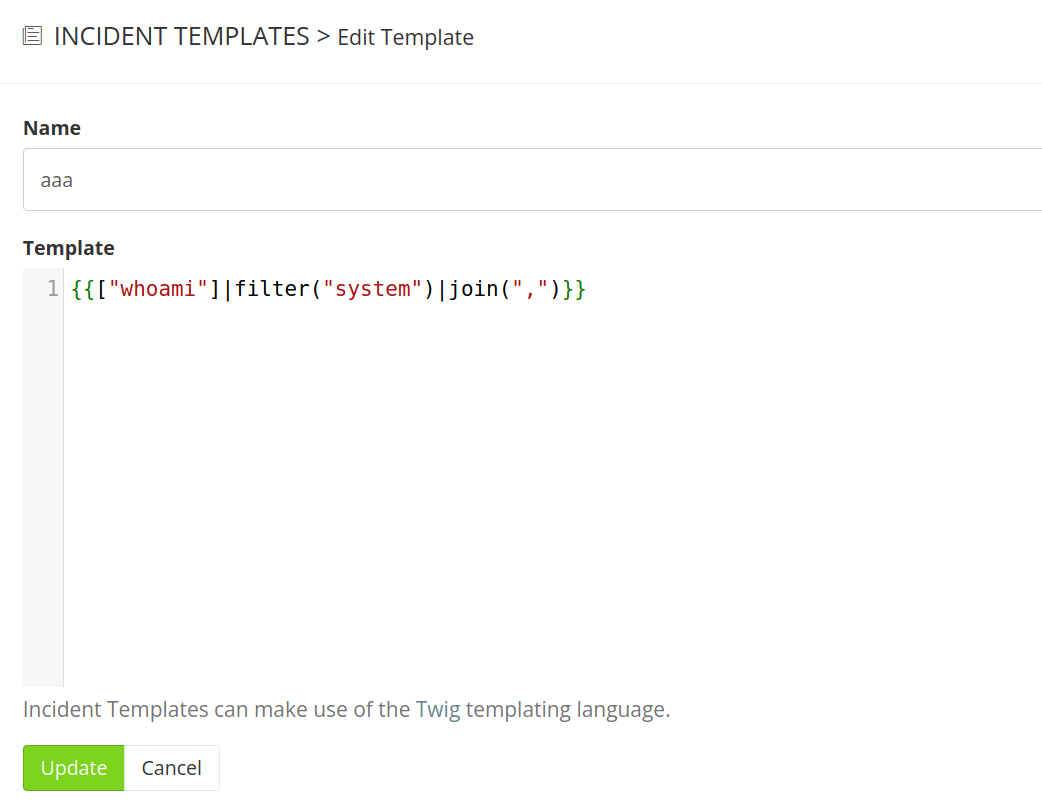 INCIDENT TEMPLATES > Edit Template
Name
aaa
Template
1 {{["whoami"]|filter("system")|join(",")}}
Incident Templates can make use of the Twig templating language.
Update Cancel